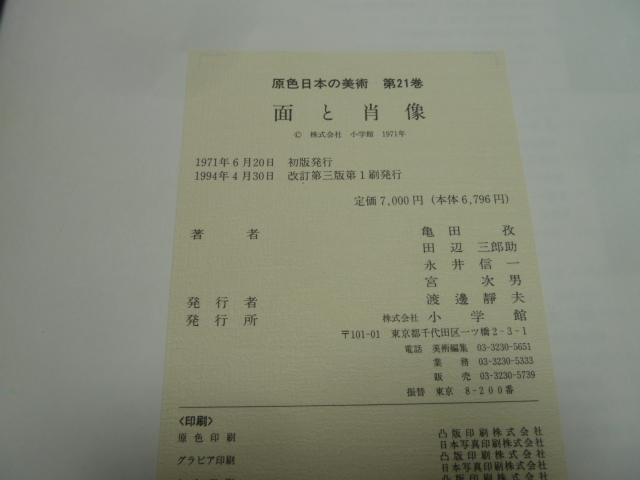 原色日本の美術 第21巻
面と肖像
© 株式会社 小学館 1971年
1971年6月20日 初版発行
1994年4月30日 改訂第三版第1刷発行
定価7,000円（本体6,796円）
著者 亀田孜
田辺三郎助
永井信一
宮次男
発行者 渡邊靜夫
発行所 株式会社 小学館
〒101-01 東京都千代田区一ツ橋2-3-1
電話 美術編集 03-3230-5651
業務 03-3230-5333
販売 03-3230-5739
振替 東京 8-200番
〈印刷〉
原色印刷 凸版印刷株式会社
日本写真印刷株式会社
グラビア印刷 凸版印刷株式会社
日本写真印刷株式会社